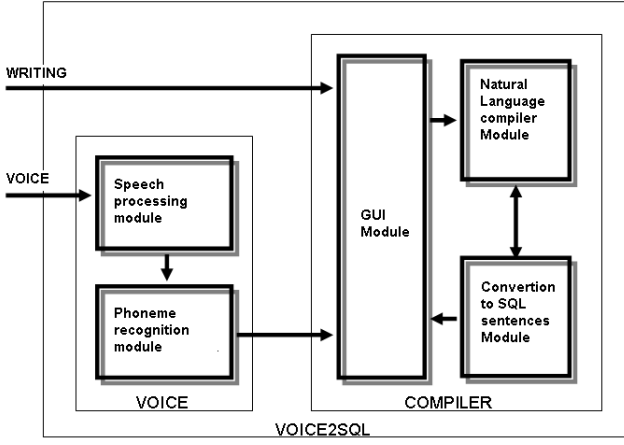 WRITING
VOICE
Speech
processing
module
Phoneme
recognition
module
VOICE
GUI
Module
Natural
Language
compiler
Module
Convertion
to SQL
sentences
Module
COMPILER
VOICE2SQL